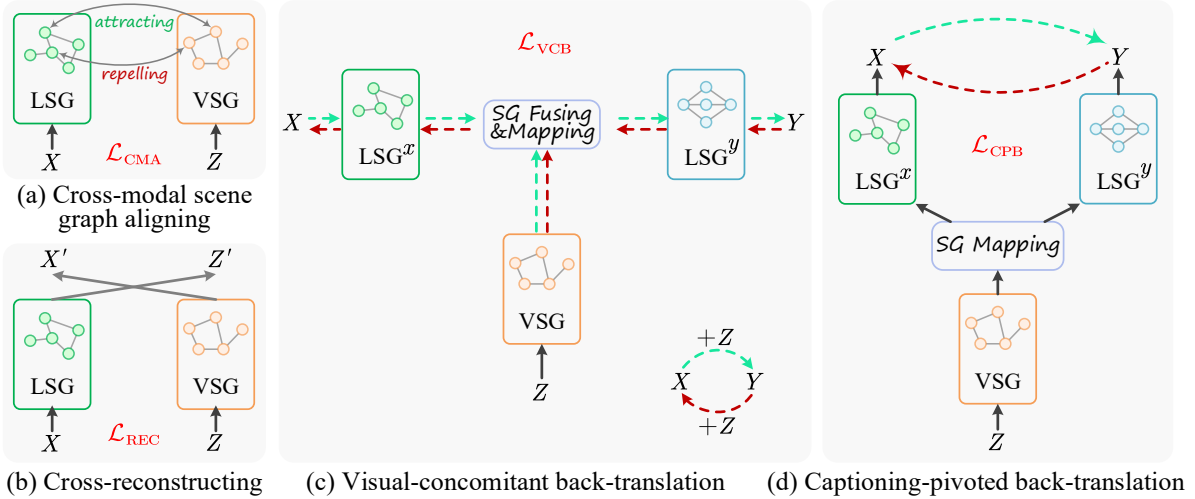 attracting
repelling
LSG
VSG
X
ℒCMA
Z
(a) Cross-modal scene
graph aligning
X′
Z′
LSG
VSG
X
ℒREC
Z
(b) Cross-reconstructing
ℒVCB
X
LSGˣ
SG Fusing
&Mapping
LSGʸ
Y
VSG
Z
+Z
X
Y
+Z
(c) Visual-concomitant back-translation
X
Y
ℒCPB
LSGˣ
LSGʸ
SG Mapping
VSG
Z
(d) Captioning-pivoted back-translation